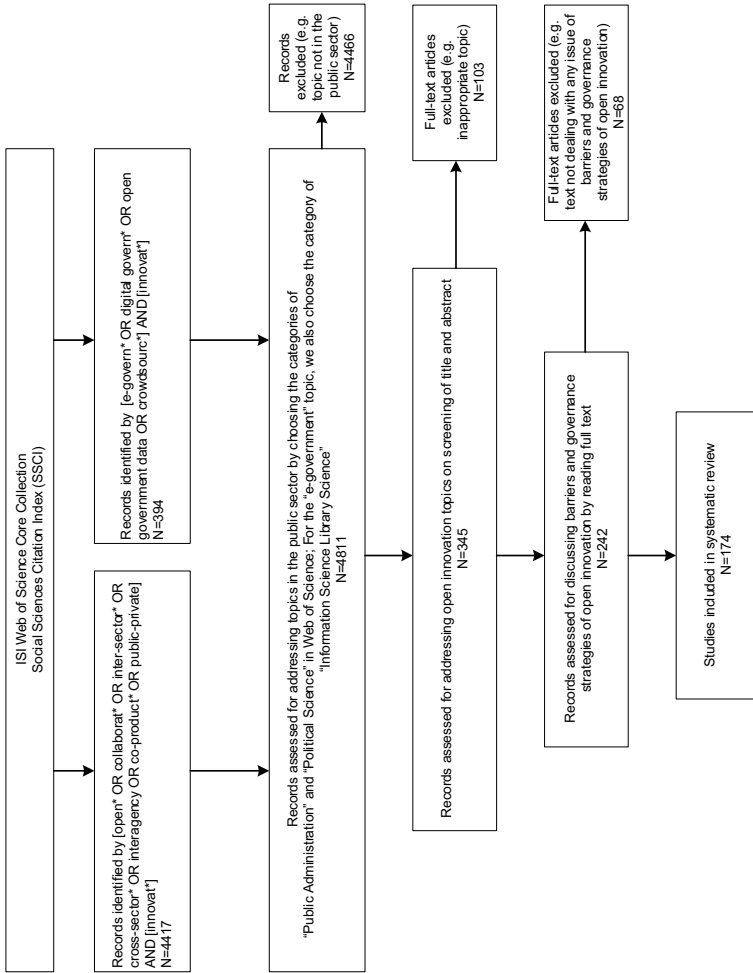 ISI Web of Science Core Collection
Social Sciences Citation Index (SSCI)
Records identified by [open* OR collaborat* OR inter-sector* OR
cross-sector* OR interagency OR co-product* OR public-private]
AND [innovat*]
N=4417
Records identified by [e-govern* OR digital govern* OR open
government data OR crowdsourc*] AND [innovat*]
N=394
Records assessed for addressing topics in the public sector by choosing the categories of
“Public Administration” and “Political Science” in Web of Science; For the “e-government” topic, we also choose the category of
“Information Science Library Science”
N=4811
Records
excluded (e.g.
topic not in the
public sector)
N=4466
Records assessed for addressing open innovation topics on screening of title and abstract
N=345
Full-text articles
excluded (e.g.
inappropriate topic)
N=103
Records assessed for discussing barriers and governance
strategies of open innovation by reading full text
N=242
Full-text articles excluded (e.g.
text not dealing with any issue of
barriers and governance
strategies of open innovation)
N=68
Studies included in systematic review
N=174